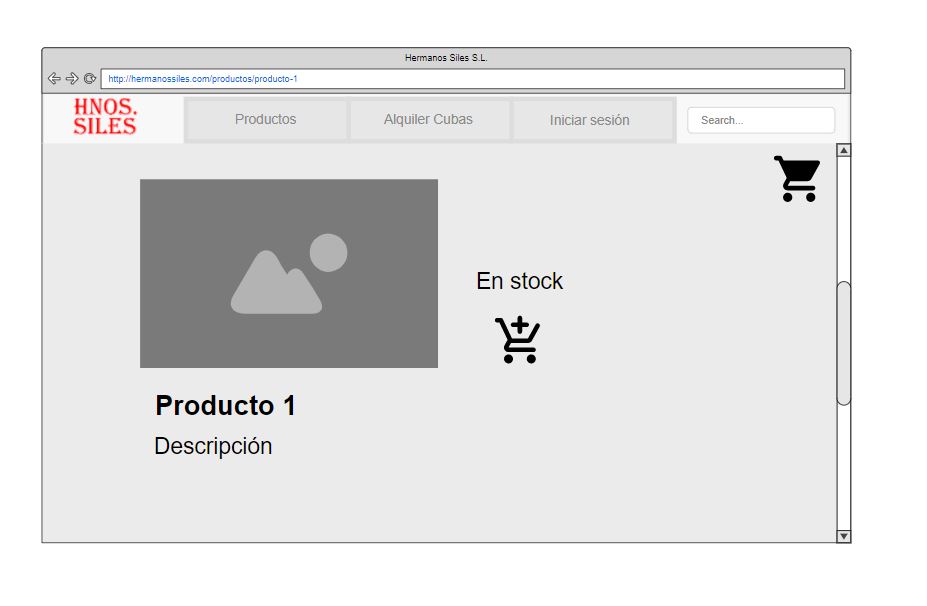 Hermanos Siles S.L.
http://hermanossiles.com/productos/producto-1
HNOS.
SILES
Productos
Alquiler Cubas
Iniciar sesión
Search...
En stock
Producto 1
Descripción